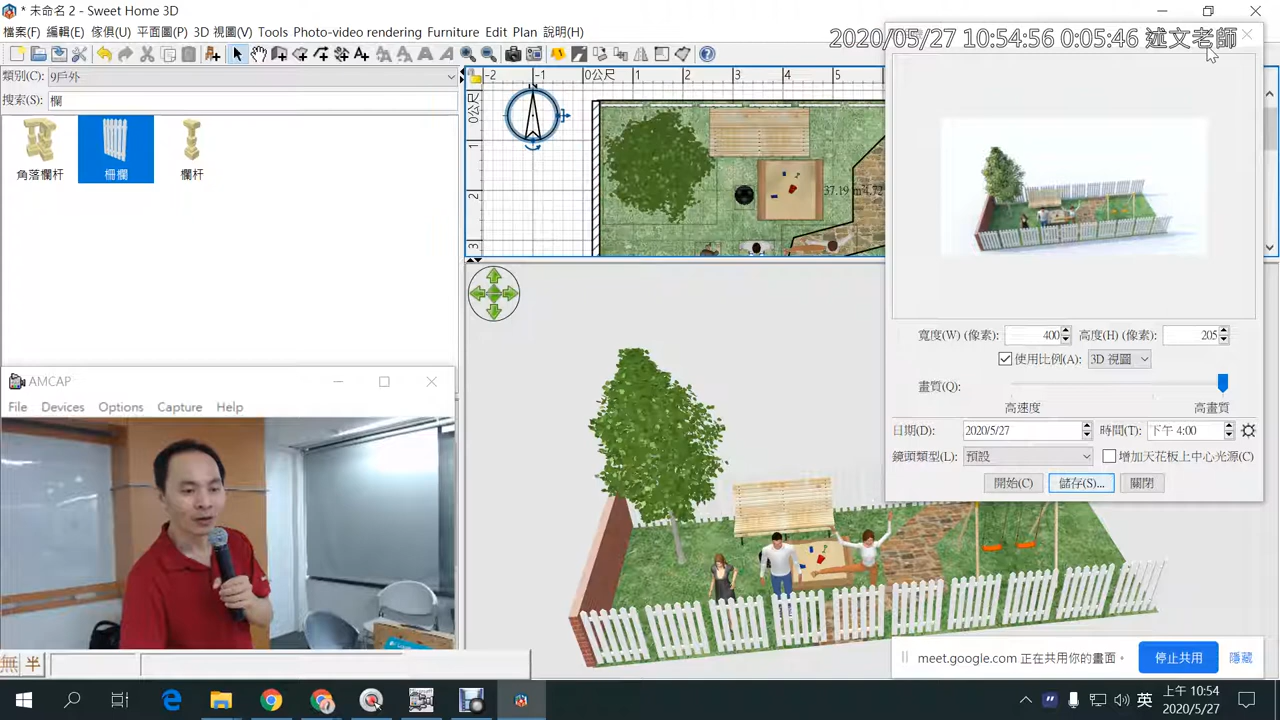 * 未命名 2 - Sweet Home 3D
檔案(F) 編輯(E) 傢俱(U) 平面圖(P) 3D 視圖(V) Tools Photo-video rendering Furniture Edit Plan 說明(H)
2020/05/27 10:54:56 0:05:46 述文老師
類別(C): 9戶外
搜索(S): 欄
角落欄杆 柵欄 欄杆
-2 -1 0公尺 1 2 3 4 5
0公尺
1
2
3
37.19 m²4.72
寬度(W) (像素): 400 高度(H) (像素): 205
使用比例(A): 3D 視圖
畫質(Q):
高速度 高畫質
日期(D): 2020/5/27 時間(T): 下午 4:00
鏡頭類型(L): 預設 增加天花板上中心光源(C)
開始(C) 儲存(S)... 關閉
AMCAP
File Devices Options Capture Help
無 半
meet.google.com 正在共用你的畫面。 停止共用 隱藏
英 上午 10:54
2020/5/27